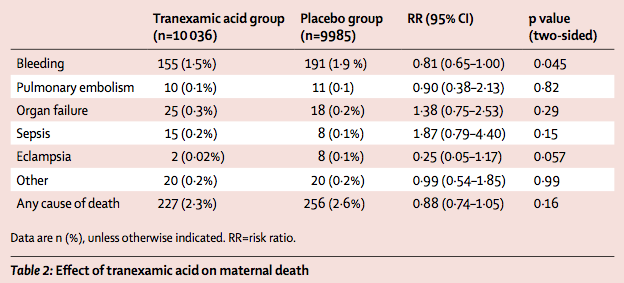 Tranexamic acid group Placebo group RR (95% CI) p value
(n=10 036) (n=9985) (two-sided)
Bleeding 155 (1·5%) 191 (1·9 %) 0·81 (0·65–1·00) 0·045
Pulmonary embolism 10 (0·1%) 11 (0·1) 0·90 (0·38–2·13) 0·82
Organ failure 25 (0·3%) 18 (0·2%) 1·38 (0·75–2·53) 0·29
Sepsis 15 (0·2%) 8 (0·1%) 1·87 (0·79–4·40) 0·15
Eclampsia 2 (0·02%) 8 (0·1%) 0·25 (0·05–1·17) 0·057
Other 20 (0·2%) 20 (0·2%) 0·99 (0·54–1·85) 0·99
Any cause of death 227 (2·3%) 256 (2·6%) 0·88 (0·74–1·05) 0·16
Data are n (%), unless otherwise indicated. RR=risk ratio.
Table 2: Effect of tranexamic acid on maternal death